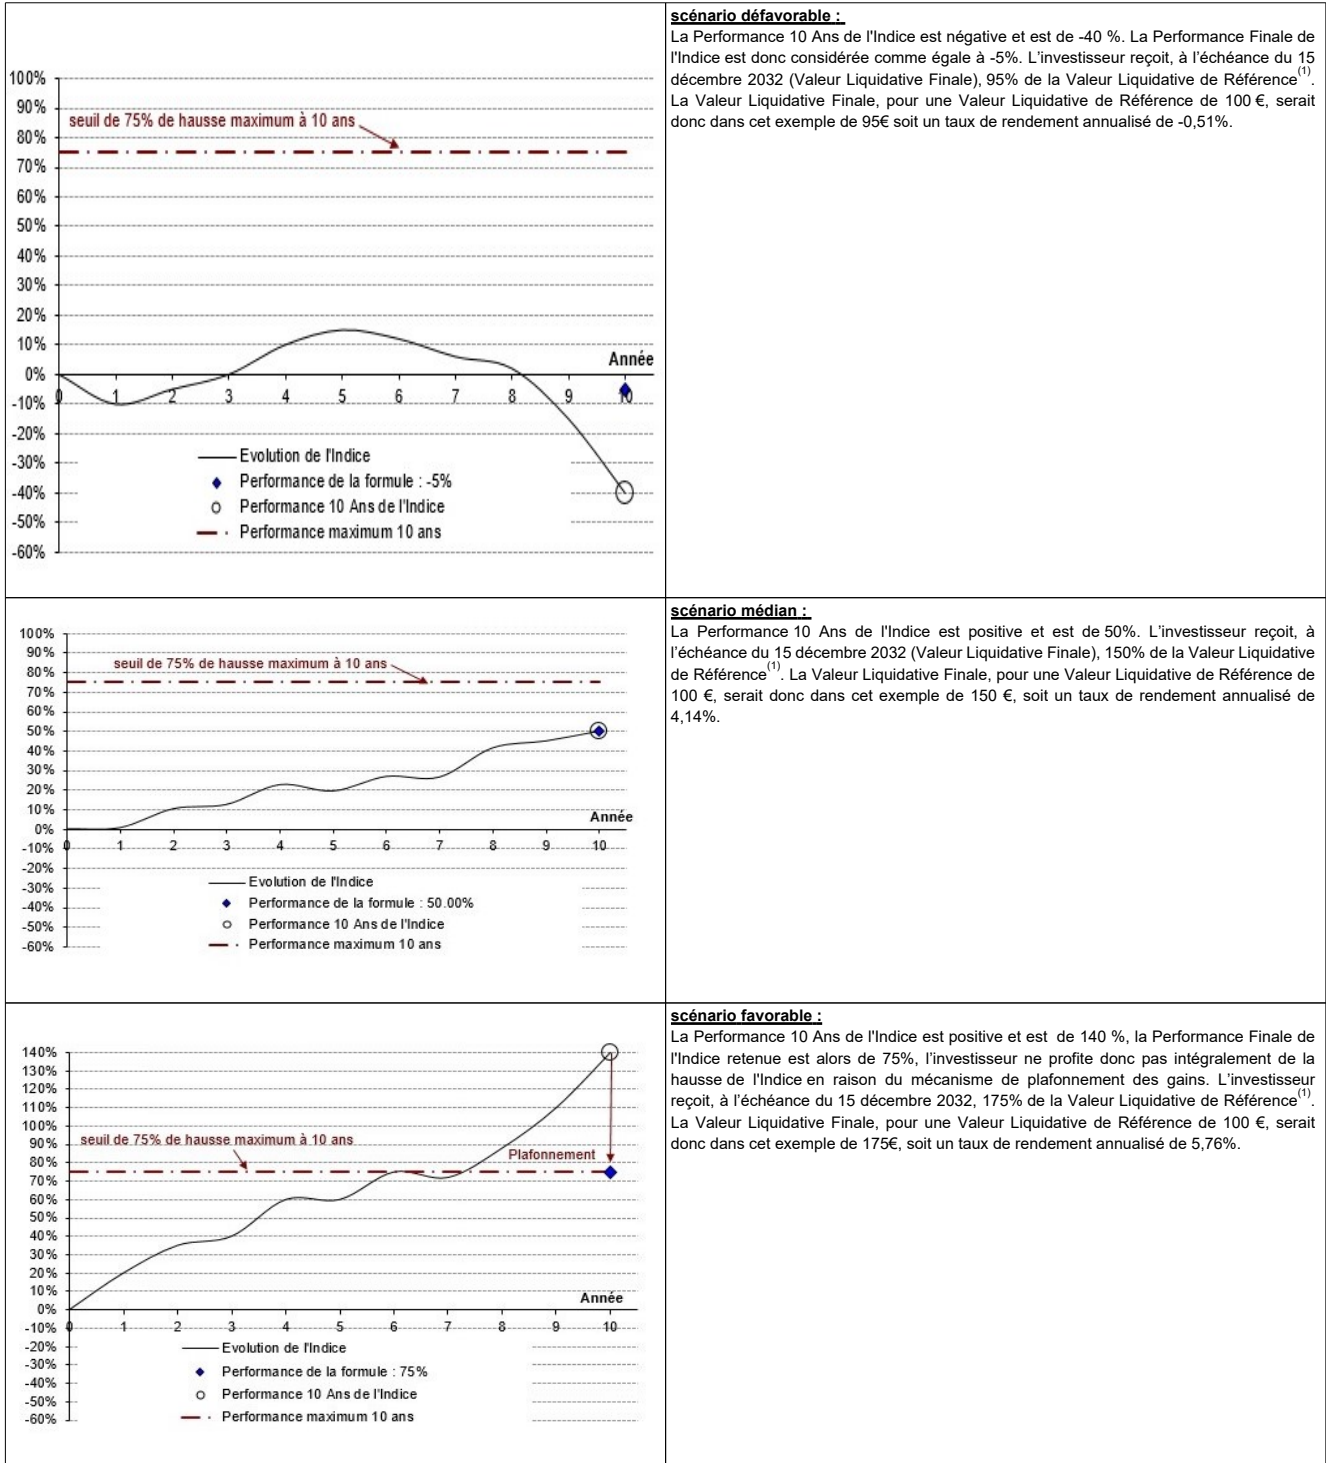 scénario défavorable :
La Performance 10 Ans de l'Indice est négative et est de -40 %. La Performance Finale de
l'Indice est donc considérée comme égale à -5%. L'investisseur reçoit, à l'échéance du 15
décembre 2032 (Valeur Liquidative Finale), 95% de la Valeur Liquidative de Référence(1).
La Valeur Liquidative Finale, pour une Valeur Liquidative de Référence de 100 €, serait
donc dans cet exemple de 95€ soit un taux de rendement annualisé de -0,51%.
100%
90%
seuil de 75% de hausse maximum à 10 ans
80%
70%
60%
50%
40%
30%
20%
10%
Année
0%
0 1 2 3 4 5 6 7 8 9 10
-10%
-20%
-30%
-40%
-50%
-60%
Evolution de l'Indice
Performance de la formule : -5%
Performance 10 Ans de l'Indice
Performance maximum 10 ans
scénario médian :
La Performance 10 Ans de l'Indice est positive et est de 50%. L'investisseur reçoit, à
l'échéance du 15 décembre 2032 (Valeur Liquidative Finale), 150% de la Valeur Liquidative
de Référence(1). La Valeur Liquidative Finale, pour une Valeur Liquidative de Référence de
100 €, serait donc dans cet exemple de 150 €, soit un taux de rendement annualisé de
4,14%.
100%
90%
seuil de 75% de hausse maximum à 10 ans
80%
70%
60%
50%
40%
30%
20%
10%
Année
0%
0 1 2 3 4 5 6 7 8 9 10
-10%
-20%
-30%
-40%
-50%
-60%
Evolution de l'Indice
Performance de la formule : 50.00%
Performance 10 Ans de l'Indice
Performance maximum 10 ans
scénario favorable :
La Performance 10 Ans de l'Indice est positive et est de 140 %, la Performance Finale de
l'Indice retenue est alors de 75%, l'investisseur ne profite donc pas intégralement de la
hausse de l'Indice en raison du mécanisme de plafonnement des gains. L'investisseur
reçoit, à l'échéance du 15 décembre 2032, 175% de la Valeur Liquidative de Référence(1).
La Valeur Liquidative Finale, pour une Valeur Liquidative de Référence de 100 €, serait
donc dans cet exemple de 175€, soit un taux de rendement annualisé de 5,76%.
140%
130%
120%
110%
100%
90%
seuil de 75% de hausse maximum à 10 ans
Plafonnement
80%
70%
60%
50%
40%
30%
20%
10%
Année
0%
0 1 2 3 4 5 6 7 8 9 10
-10%
-20%
-30%
-40%
-50%
-60%
Evolution de l'Indice
Performance de la formule : 75%
Performance 10 Ans de l'Indice
Performance maximum 10 ans